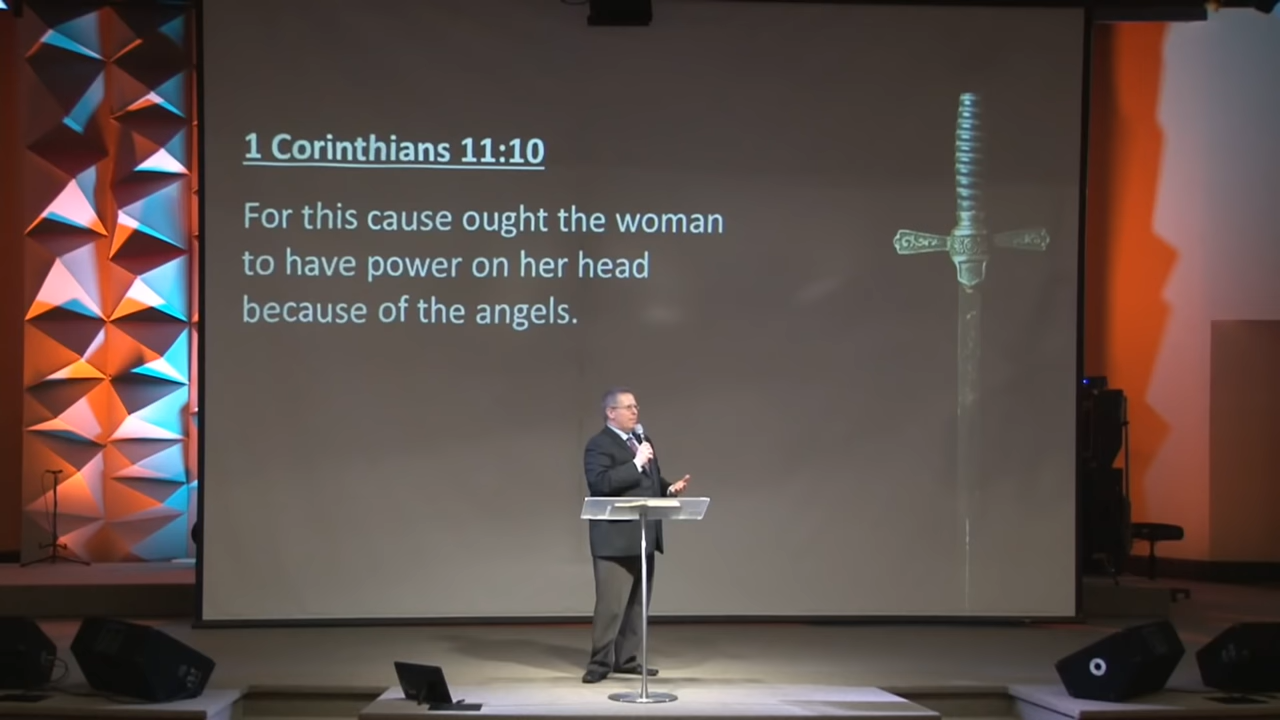 1 Corinthians 11:10
For this cause ought the woman
to have power on her head
because of the angels.